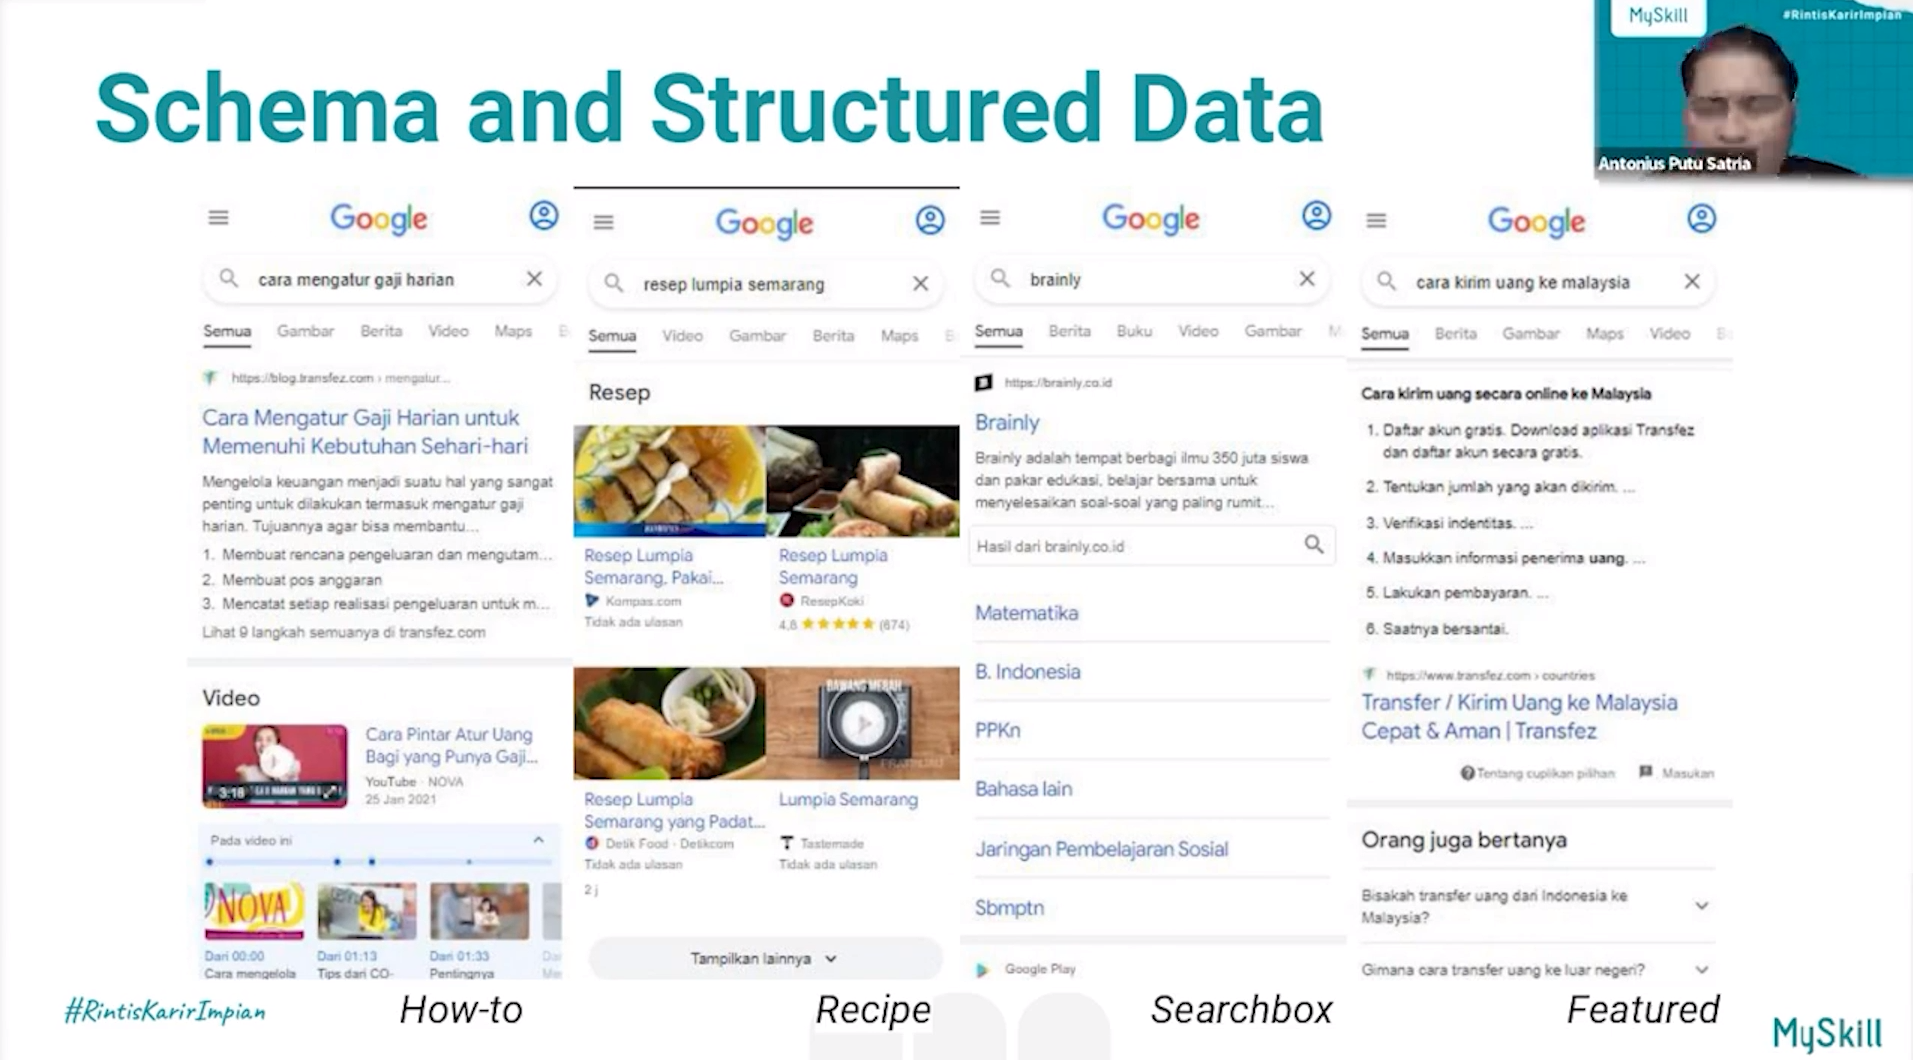 MySkill
#RintisKarirImpian
Antonius Putu Satria
Schema and Structured Data
Google
cara mengatur gaji harian
Semua Gambar Berita Video Maps
https://blog.transfez.com › mengatur...
Cara Mengatur Gaji Harian untuk
Memenuhi Kebutuhan Sehari-hari
Mengelola keuangan menjadi suatu hal yang sangat
penting untuk dilakukan termasuk mengatur gaji
harian. Tujuannya agar bisa membantu...
1. Membuat rencana pengeluaran dan mengutam...
2. Membuat pos anggaran
3. Mencatat setiap realisasi pengeluaran untuk m...
Lihat 9 langkah semuanya di transfez.com
Video
3:18
Cara Pintar Atur Uang
Bagi yang Punya Gaji...
YouTube · NOVA
25 Jan 2021
Pada video ini
NOVA
Dari 00:00
Cara mengelola
Dari 01:13
Tips dari CO-
Dari 01:33
Pentingnya
How-to
Google
resep lumpia semarang
Semua Video Gambar Berita Maps
Resep
Resep Lumpia
Semarang, Pakai...
Kompas.com
Tidak ada ulasan
Resep Lumpia
Semarang
ResepKoki
4,8 ★★★★★ (674)
BAWANG MERAH
Resep Lumpia
Semarang yang Padat...
Detik Food - Detikcom
Tidak ada ulasan
2 j
Lumpia Semarang
Tastemade
Tidak ada ulasan
Tampilkan lainnya
Recipe
Google
brainly
Semua Berita Buku Video Gambar
https://brainly.co.id
Brainly
Brainly adalah tempat berbagi ilmu 350 juta siswa
dan pakar edukasi, belajar bersama untuk
menyelesaikan soal-soal yang paling rumit...
Hasil dari brainly.co.id
Matematika
B. Indonesia
PPKn
Bahasa lain
Jaringan Pembelajaran Sosial
Sbmptn
Google Play
Searchbox
Google
cara kirim uang ke malaysia
Semua Berita Gambar Maps Video
Cara kirim uang secara online ke Malaysia
1. Daftar akun gratis. Download aplikasi Transfez
dan daftar akun secara gratis.
2. Tentukan jumlah yang akan dikirim. ...
3. Verifikasi indentitas. ...
4. Masukkan informasi penerima uang. ...
5. Lakukan pembayaran. ...
6. Saatnya bersantai.
https://www.transfez.com › countries
Transfer / Kirim Uang ke Malaysia
Cepat & Aman | Transfez
Tentang cuplikan pilihan Masukan
Orang juga bertanya
Bisakah transfer uang dari Indonesia ke
Malaysia?
Gimana cara transfer uang ke luar negeri?
Featured
#RintisKarirImpian
MySkill